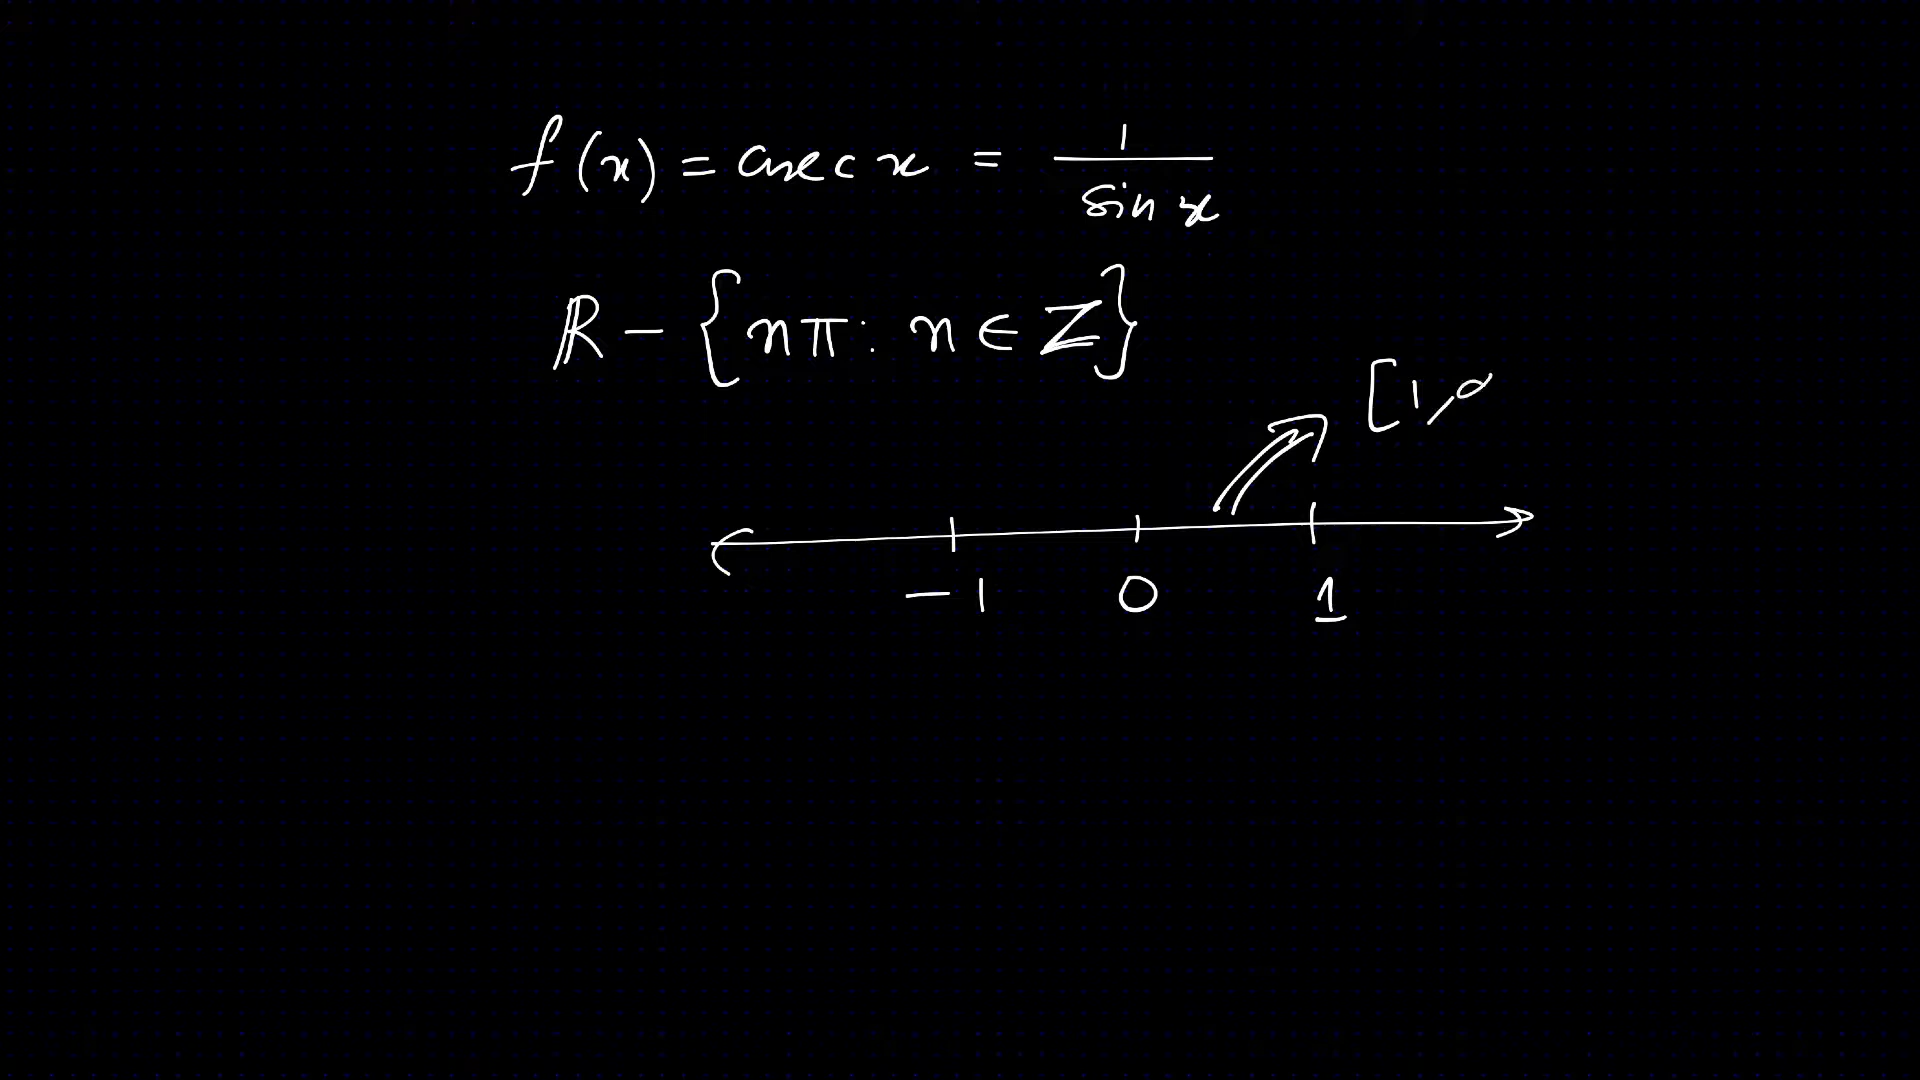 f(x) = cosec x = 1/sin x
ℝ - {nπ : n ∈ ℤ}
[1,
-1 0 1